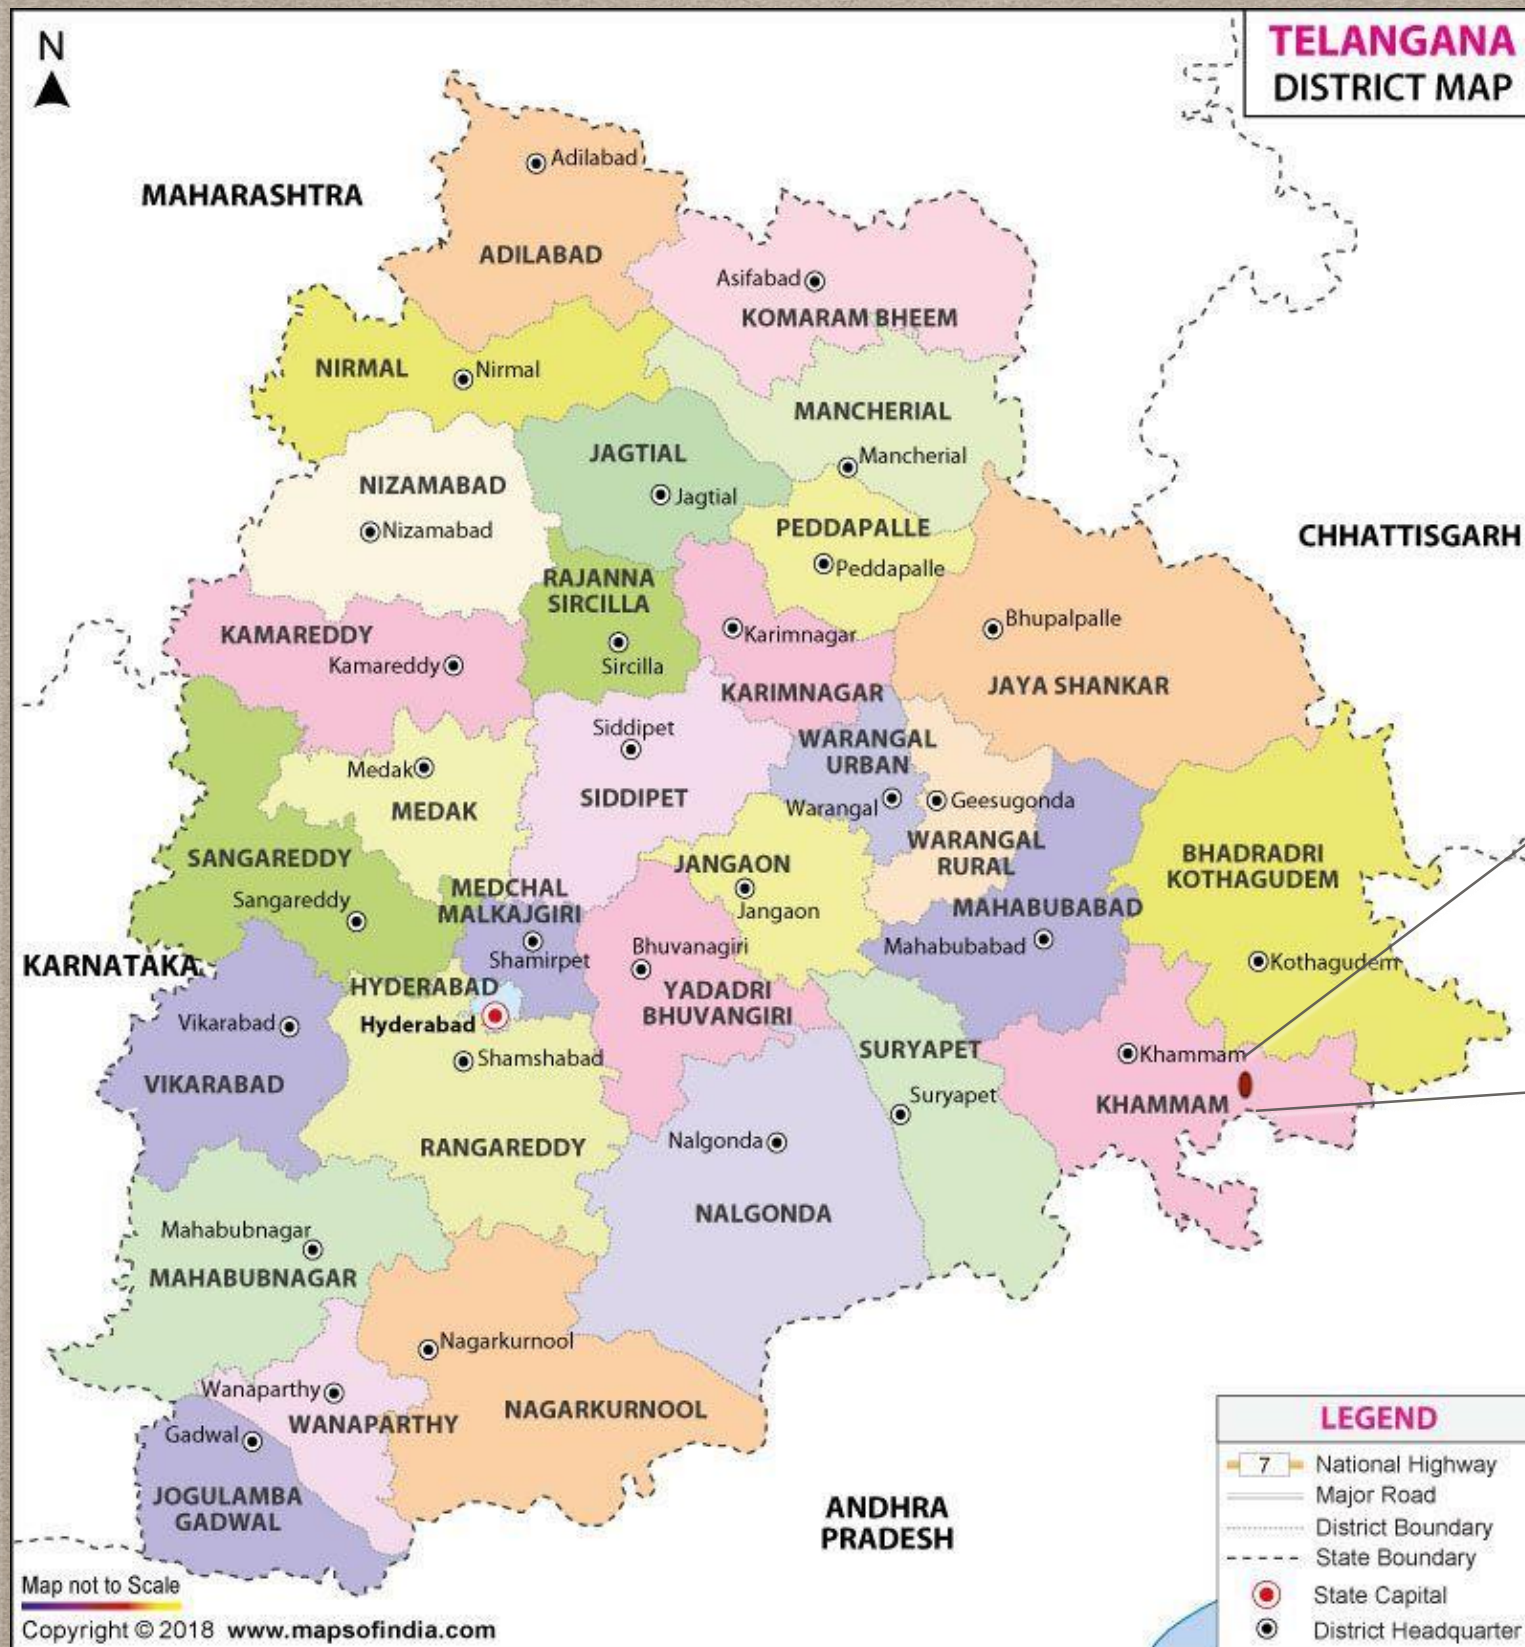 N
TELANGANA
DISTRICT MAP
MAHARASHTRA
Adilabad
ADILABAD
Asifabad
KOMARAM BHEEM
NIRMAL
Nirmal
MANCHERIAL
Mancherial
JAGTIAL
Jagtial
NIZAMABAD
Nizamabad
PEDDAPALLE
Peddapalle
CHHATTISGARH
RAJANNA
SIRCILLA
Sircilla
KAMAREDDY
Kamareddy
Karimnagar
KARIMNAGAR
Bhupalpalle
JAYA SHANKAR
Siddipet
SIDDIPET
Medak
MEDAK
WARANGAL
URBAN
Warangal
Geesugonda
WARANGAL
RURAL
SANGAREDDY
Sangareddy
MEDCHAL
MALKAJGIRI
Shamirpet
JANGAON
Jangaon
BHADRADRI
KOTHAGUDEM
Kothagudem
MAHABUBABAD
Mahabubabad
KARNATAKA
Bhuvanagiri
YADADRI
BHUVANGIRI
HYDERABAD
Hyderabad
Vikarabad
VIKARABAD
Shamshabad
RANGAREDDY
SURYAPET
Suryapet
Khammam
KHAMMAM
Nalgonda
NALGONDA
Mahabubnagar
MAHABUBNAGAR
Nagarkurnool
NAGARKURNOOL
Wanaparthy
WANAPARTHY
Gadwal
JOGULAMBA
GADWAL
ANDHRA
PRADESH
LEGEND
7 National Highway
Major Road
District Boundary
State Boundary
State Capital
District Headquarter
Map not to Scale
Copyright © 2018 www.mapsofindia.com